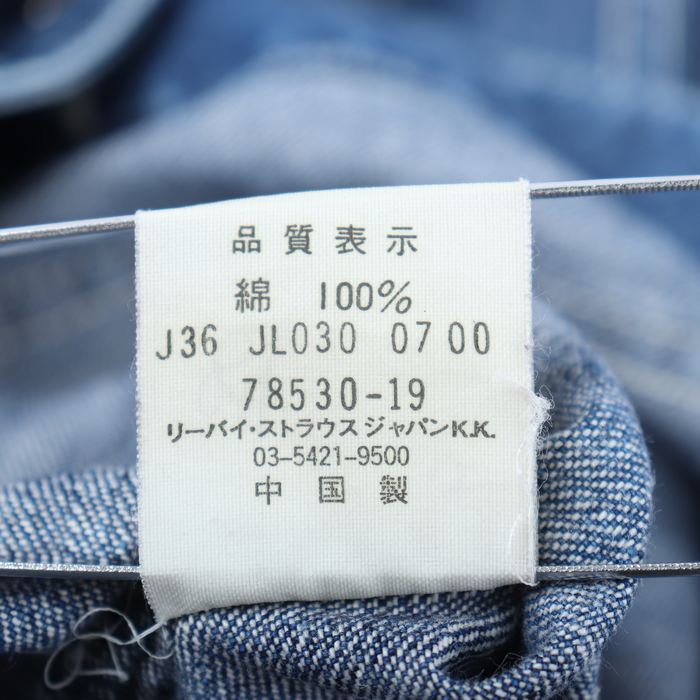 品質表示
綿 100%
J36 JL030 07 00
78530-19
リーバイ・ストラウス ジャパンK.K.
03-5421-9500
中国製